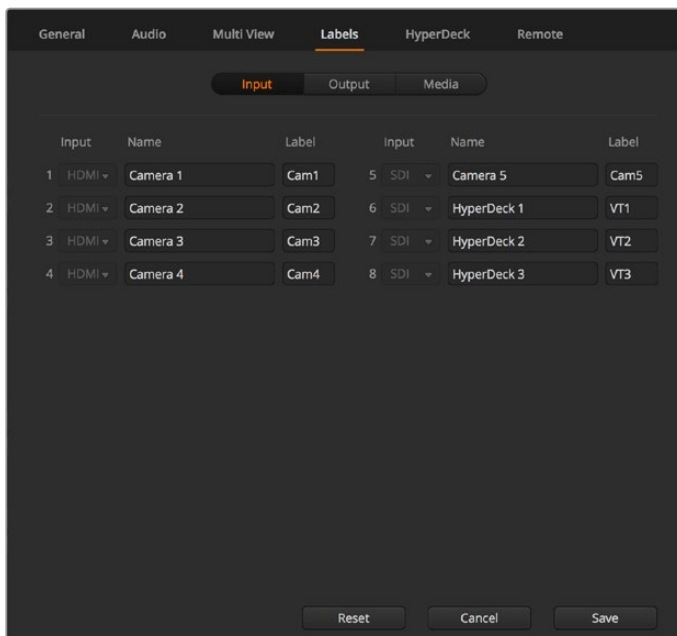 General Audio Multi View Labels HyperDeck Remote
Input Output Media
Input Name Label Input Name Label
1 HDMI Camera 1 Cam1 5 SDI Camera 5 Cam5
2 HDMI Camera 2 Cam2 6 SDI HyperDeck 1 VT1
3 HDMI Camera 3 Cam3 7 SDI HyperDeck 2 VT2
4 HDMI Camera 4 Cam4 8 SDI HyperDeck 3 VT3
Reset Cancel Save